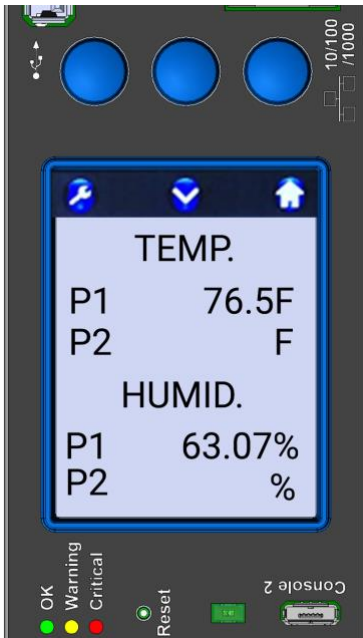 10/100
/1000
TEMP.
P1 76.5F
P2 F
HUMID.
P1 63.07%
P2 %
OK
Warning
Critical
Reset
Console 2